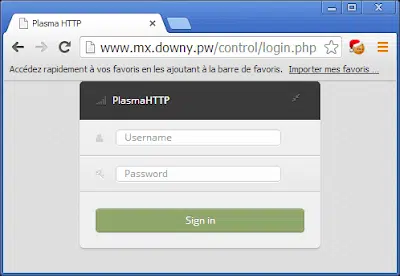 Plasma HTTP
www.mx.downy.pw/control/login.php
Accédez rapidement à vos favoris en les ajoutant à la barre de favoris. Importer mes favoris ...
PlasmaHTTP
Username
Password
Sign in